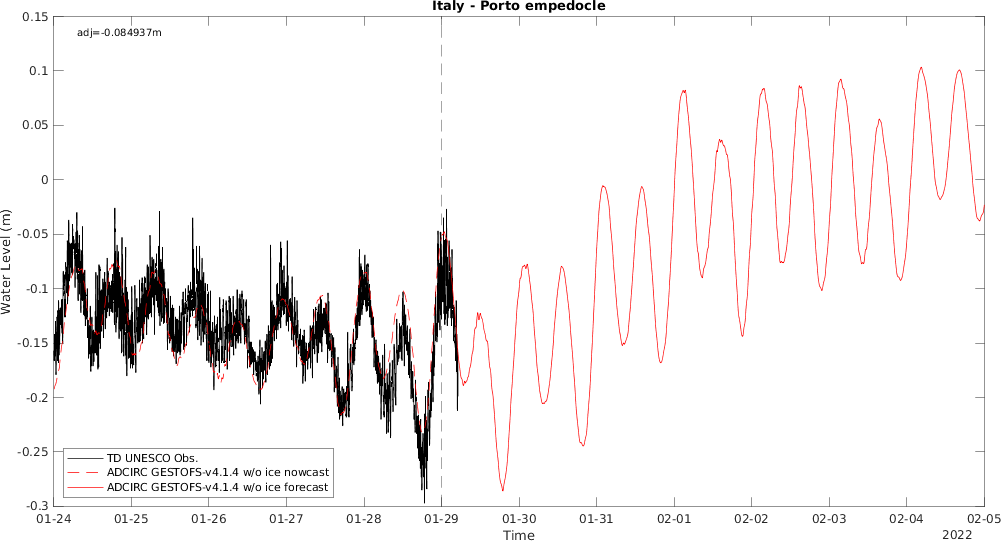 Italy - Porto empedocle
adj=-0.084937m
0.15
0.1
0.05
0
-0.05
-0.1
-0.15
-0.2
-0.25
-0.3
Water Level (m)
TD UNESCO Obs.
ADCIRC GESTOFS-v4.1.4 w/o ice nowcast
ADCIRC GESTOFS-v4.1.4 w/o ice forecast
01-24 01-25 01-26 01-27 01-28 01-29 01-30 01-31 02-01 02-02 02-03 02-04 02-05
Time
2022